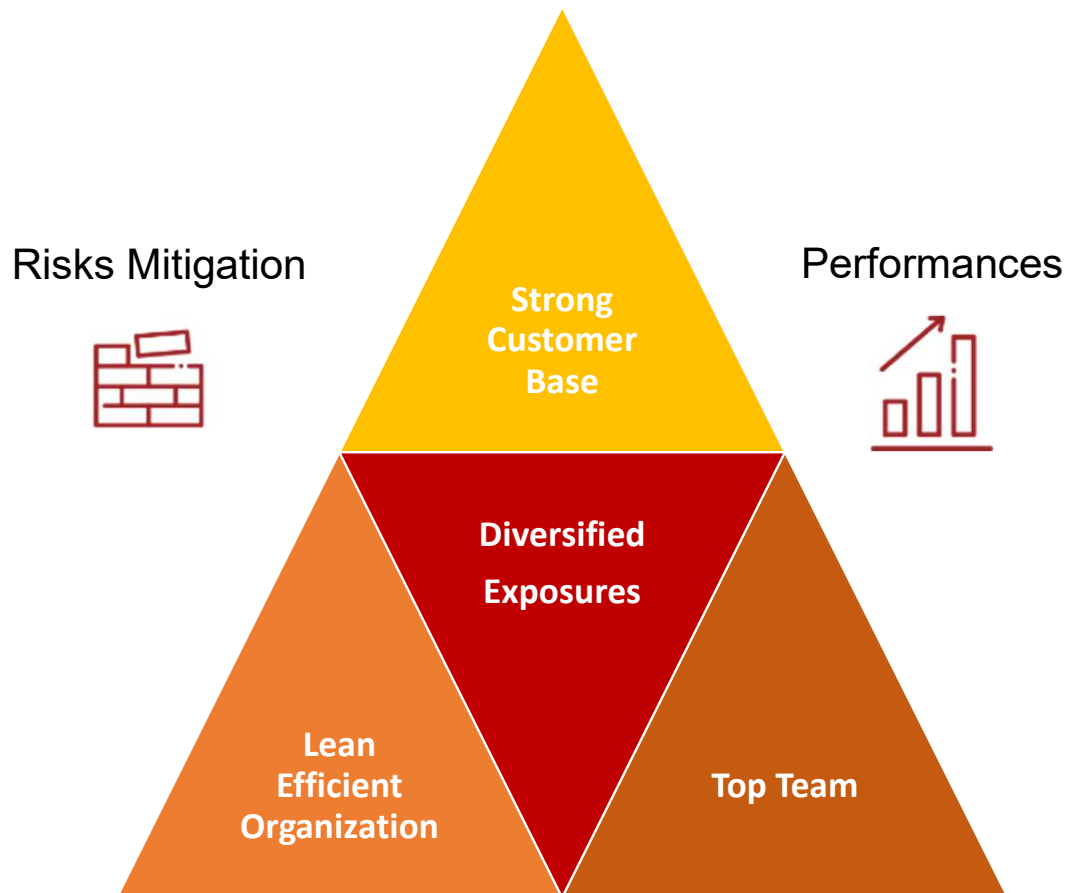 Risks Mitigation
Performances
Strong
Customer
Base
Diversified
Exposures
Lean
Efficient
Organization
Top Team